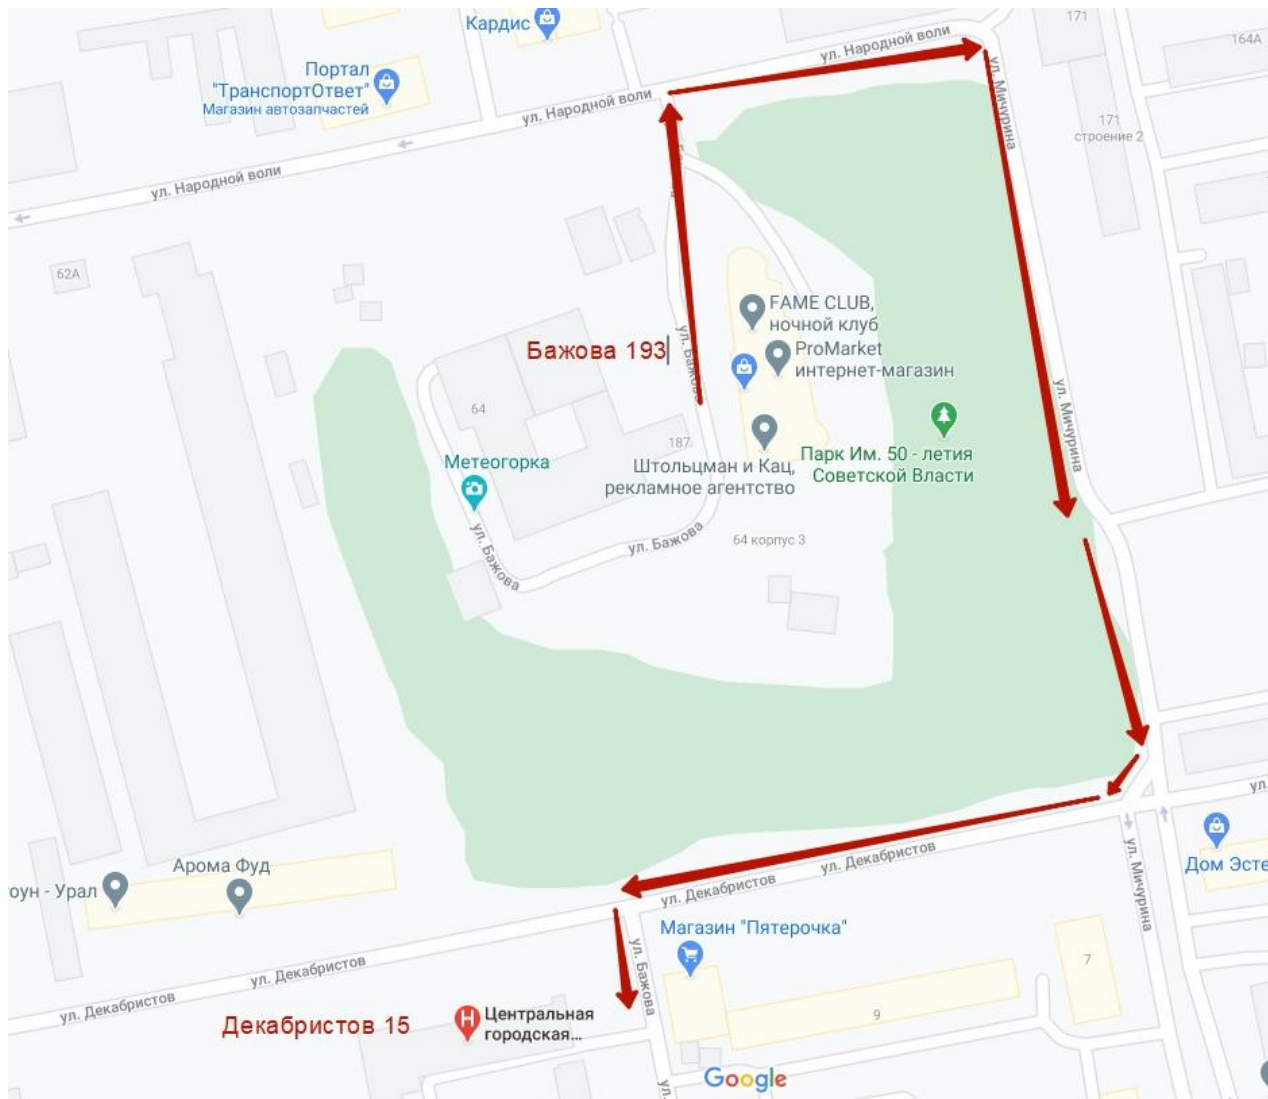 Кардис
171
ул. Народной воли
164А
Портал
"ТранспортОтвет"
Магазин автозапчастей
ул. Народной воли
ул. Мичурина
171
строение 2
ул. Народной воли
62А
FAME CLUB,
ночной клуб
Бажова 193
ул. Бажова
ProMarket
интернет-магазин
64
ул. Мичурина
187
Метеогорка
Штольцман и Кац,
рекламное агентство
Парк Им. 50 - летия
Советской Власти
ул. Бажова
ул. Бажова
64 корпус 3
ул.
Арома Фуд
оун - Урал
ул. Декабристов
ул. Декабристов
ул. Мичурина
Дом Эсте
Магазин "Пятерочка"
ул. Бажова
ул. Декабристов
ул. Декабристов
7
Декабристов 15
Центральная
городская...
9
Google
ул.